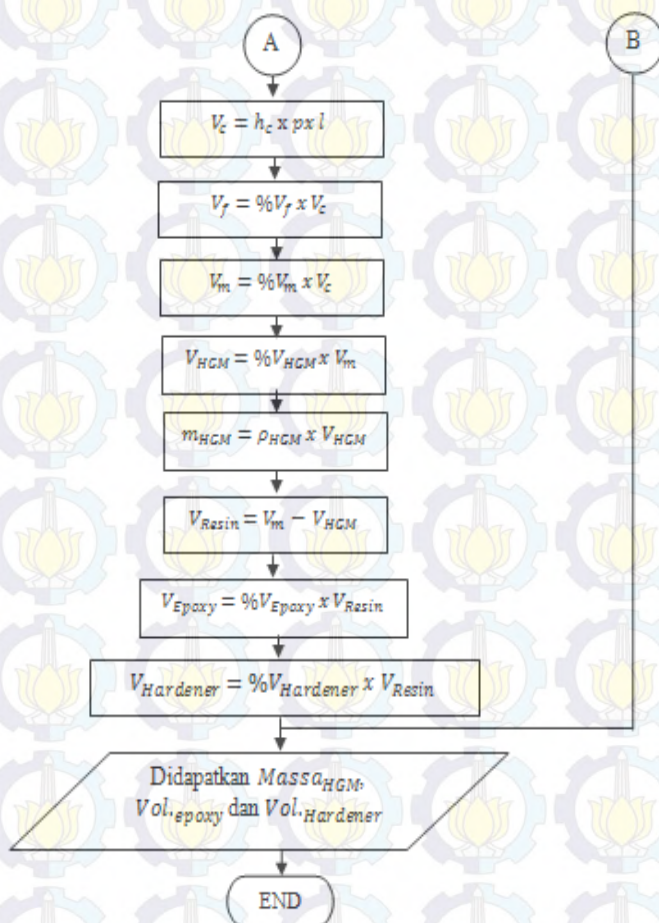 A
B
V_c = h_c x p x l
V_f = %V_f x V_c
V_m = %V_m x V_c
V_HGM = %V_HGM x V_m
m_HGM = ρ_HGM x V_HGM
V_Resin = V_m − V_HGM
V_Epoxy = %V_Epoxy x V_Resin
V_Hardener = %V_Hardener x V_Resin
Didapatkan Massa_HGM,
Vol._epoxy dan Vol._Hardener
END